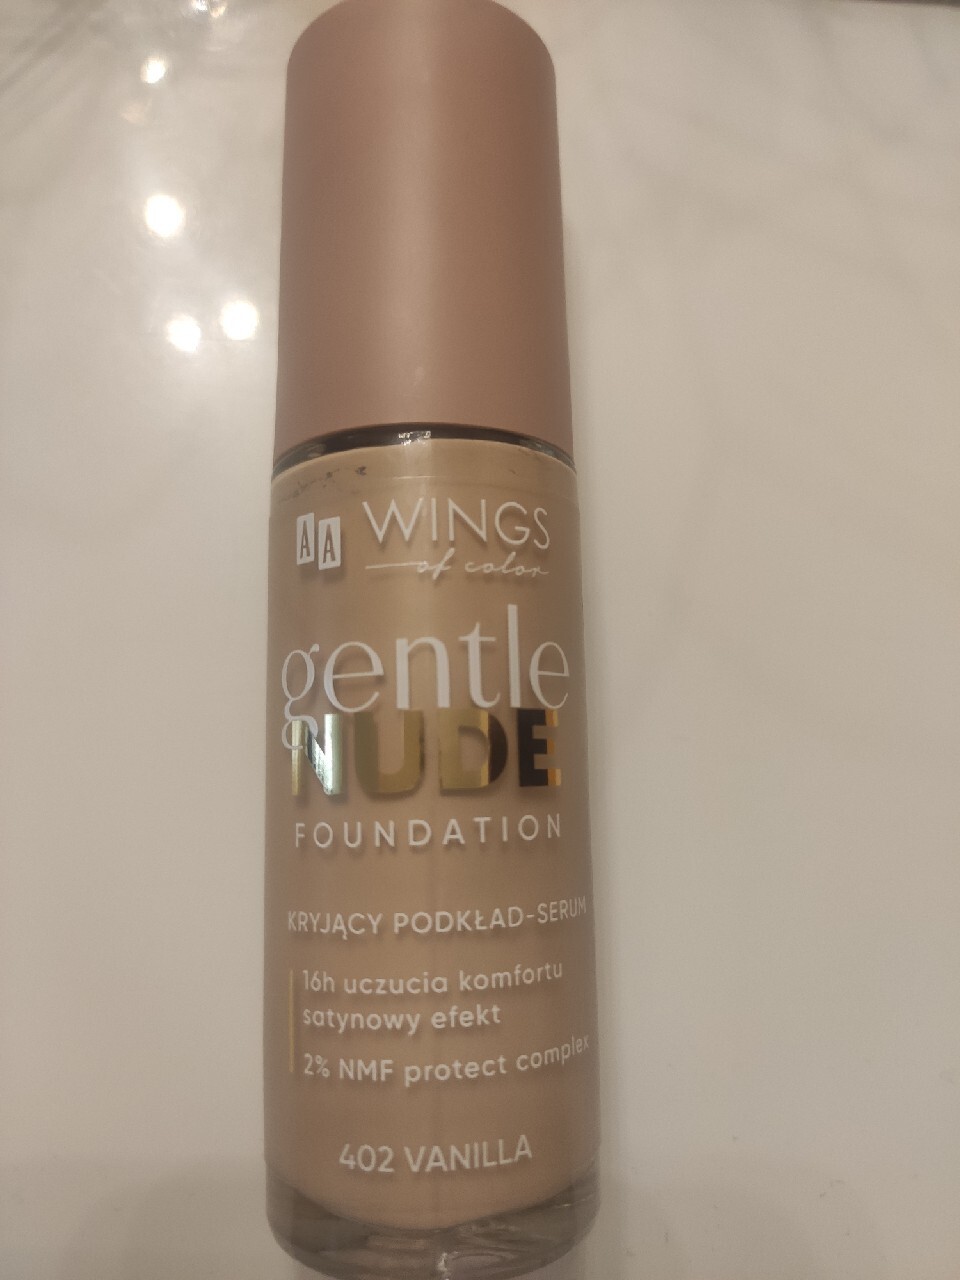 AA WINGS
of color
gentle
NUDE
FOUNDATION
KRYJĄCY PODKŁAD-SERUM
16h uczucia komfortu
satynowy efekt
2% NMF protect complex
402 VANILLA